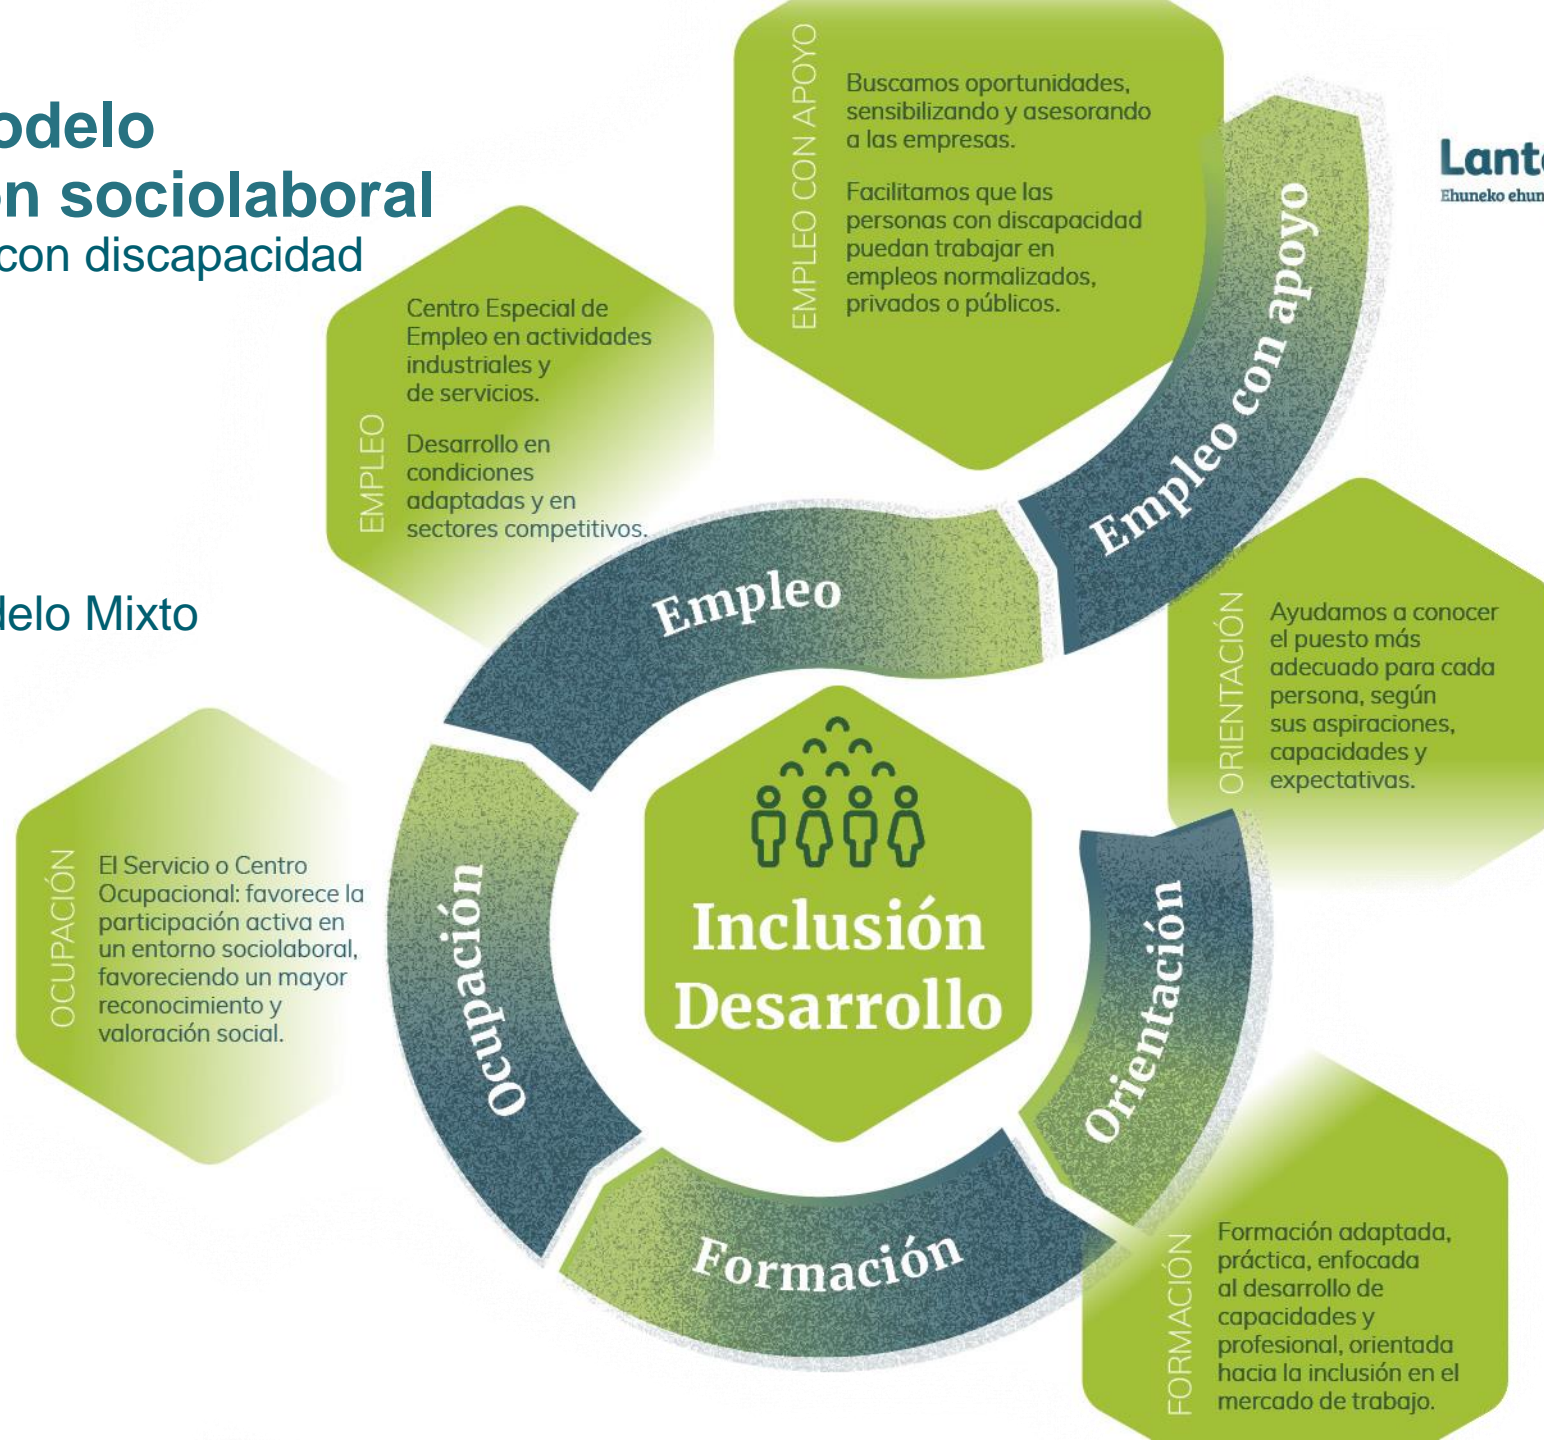 odelo
n sociolaboral
con discapacidad
delo Mixto
Lant
Ehuneko ehun
EMPLEO CON APOYO
Buscamos oportunidades,
sensibilizando y asesorando
a las empresas.
Facilitamos que las
personas con discapacidad
puedan trabajar en
empleos normalizados,
privados o públicos.
EMPLEO
Centro Especial de
Empleo en actividades
industriales y
de servicios.
Desarrollo en
condiciones
adaptadas y en
sectores competitivos.
Empleo con apoyo
Empleo
ORIENTACIÓN
Ayudamos a conocer
el puesto más
adecuado para cada
persona, según
sus aspiraciones,
capacidades y
expectativas.
OCUPACIÓN
El Servicio o Centro
Ocupacional: favorece la
participación activa en
un entorno sociolaboral,
favoreciendo un mayor
reconocimiento y
valoración social.
Ocupación
Inclusión
Desarrollo
Orientación
Formación
FORMACIÓN
Formación adaptada,
práctica, enfocada
al desarrollo de
capacidades y
profesional, orientada
hacia la inclusión en el
mercado de trabajo.